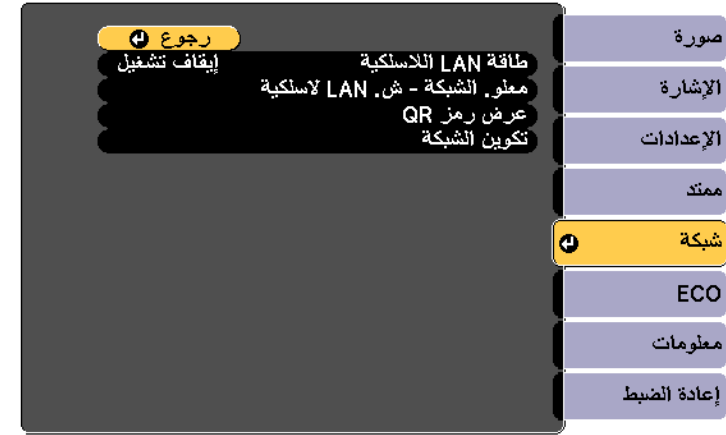 رجوع
طاقة LAN اللاسلكية إيقاف تشغيل
معلو. الشبكة - ش. LAN لاسلكية
عرض رمز QR
تكوين الشبكة
صورة
الإشارة
الإعدادات
ممتد
شبكة
ECO
معلومات
إعادة الضبط